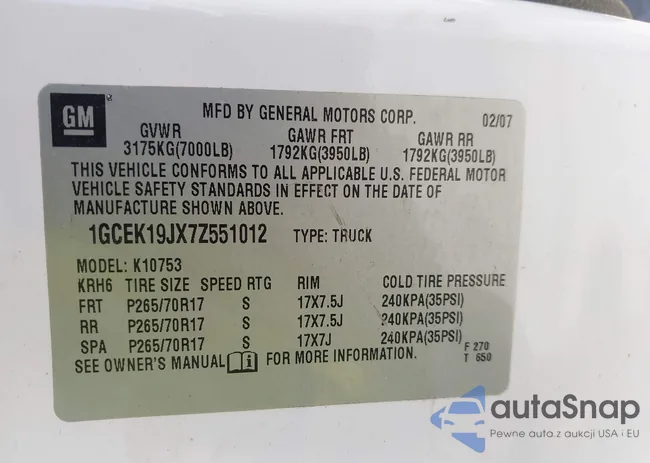 GM
MFD BY GENERAL MOTORS CORP. 02/07
GVWR GAWR FRT GAWR RR
3175KG(7000LB) 1792KG(3950LB) 1792KG(3950LB)
THIS VEHICLE CONFORMS TO ALL APPLICABLE U.S. FEDERAL MOTOR
VEHICLE SAFETY STANDARDS IN EFFECT ON THE DATE OF
MANUFACTURE SHOWN ABOVE.
1GCEK19JX7Z551012 TYPE: TRUCK
MODEL: K10753
KRH6 TIRE SIZE SPEED RTG RIM COLD TIRE PRESSURE
FRT P265/70R17 S 17X7.5J 240KPA(35PSI)
RR P265/70R17 S 17X7.5J 240KPA(35PSI)
SPA P265/70R17 S 17X7J 240KPA(35PSI)
SEE OWNER'S MANUAL i FOR MORE INFORMATION.
F 270
T 650
autaSnap
Pewne auta z aukcji USA i EU